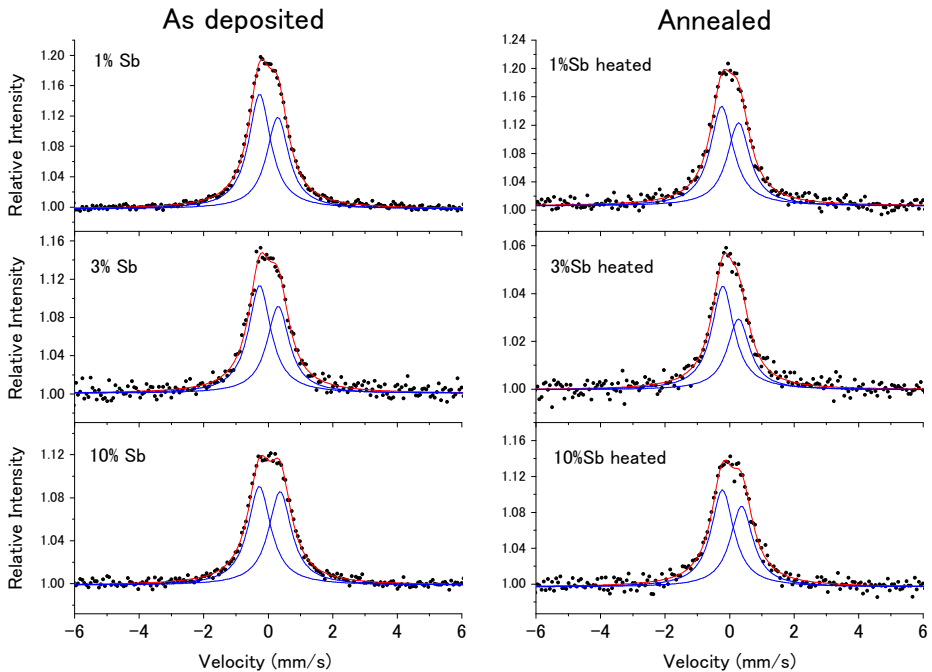 As deposited
Annealed
1% Sb
1.20
1.16
1.12
1.08
1.04
1.00
Relative Intensity
3% Sb
1.16
1.12
1.08
1.04
1.00
Relative Intensity
10% Sb
1.12
1.08
1.04
1.00
Relative Intensity
-6 -4 -2 0 2 4 6
Velocity (mm/s)
1%Sb heated
1.24
1.20
1.16
1.12
1.08
1.04
1.00
3%Sb heated
1.06
1.04
1.02
1.00
10%Sb heated
1.16
1.12
1.08
1.04
1.00
-6 -4 -2 0 2 4 6
Velocity (mm/s)